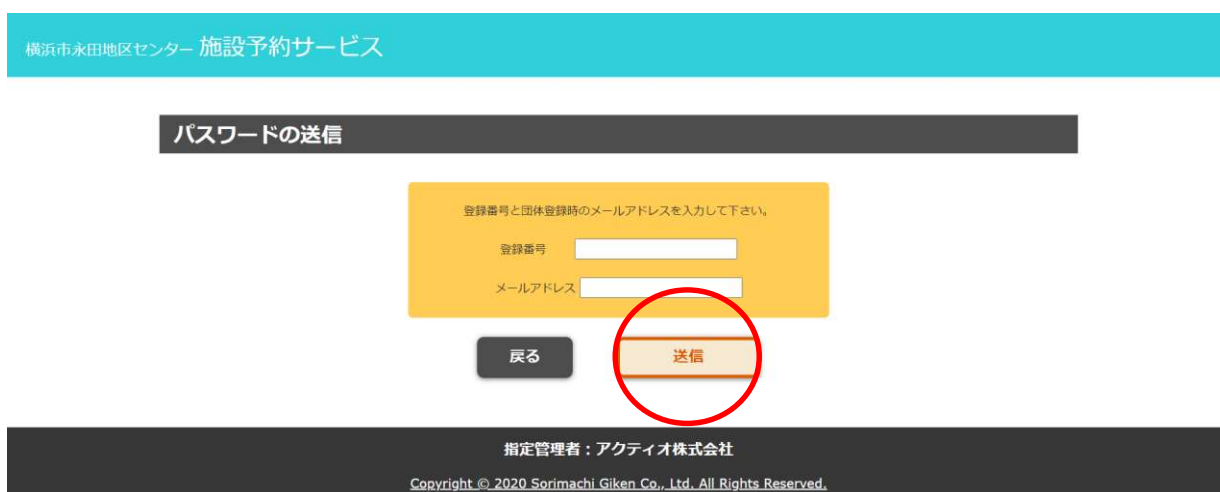 横浜市永田地区センター 施設予約サービス
パスワードの送信
登録番号と団体登録時のメールアドレスを入力して下さい。
登録番号
メールアドレス
戻る 送信
指定管理者：アクティオ株式会社
Copyright © 2020 Sorimachi Giken Co., Ltd. All Rights Reserved.